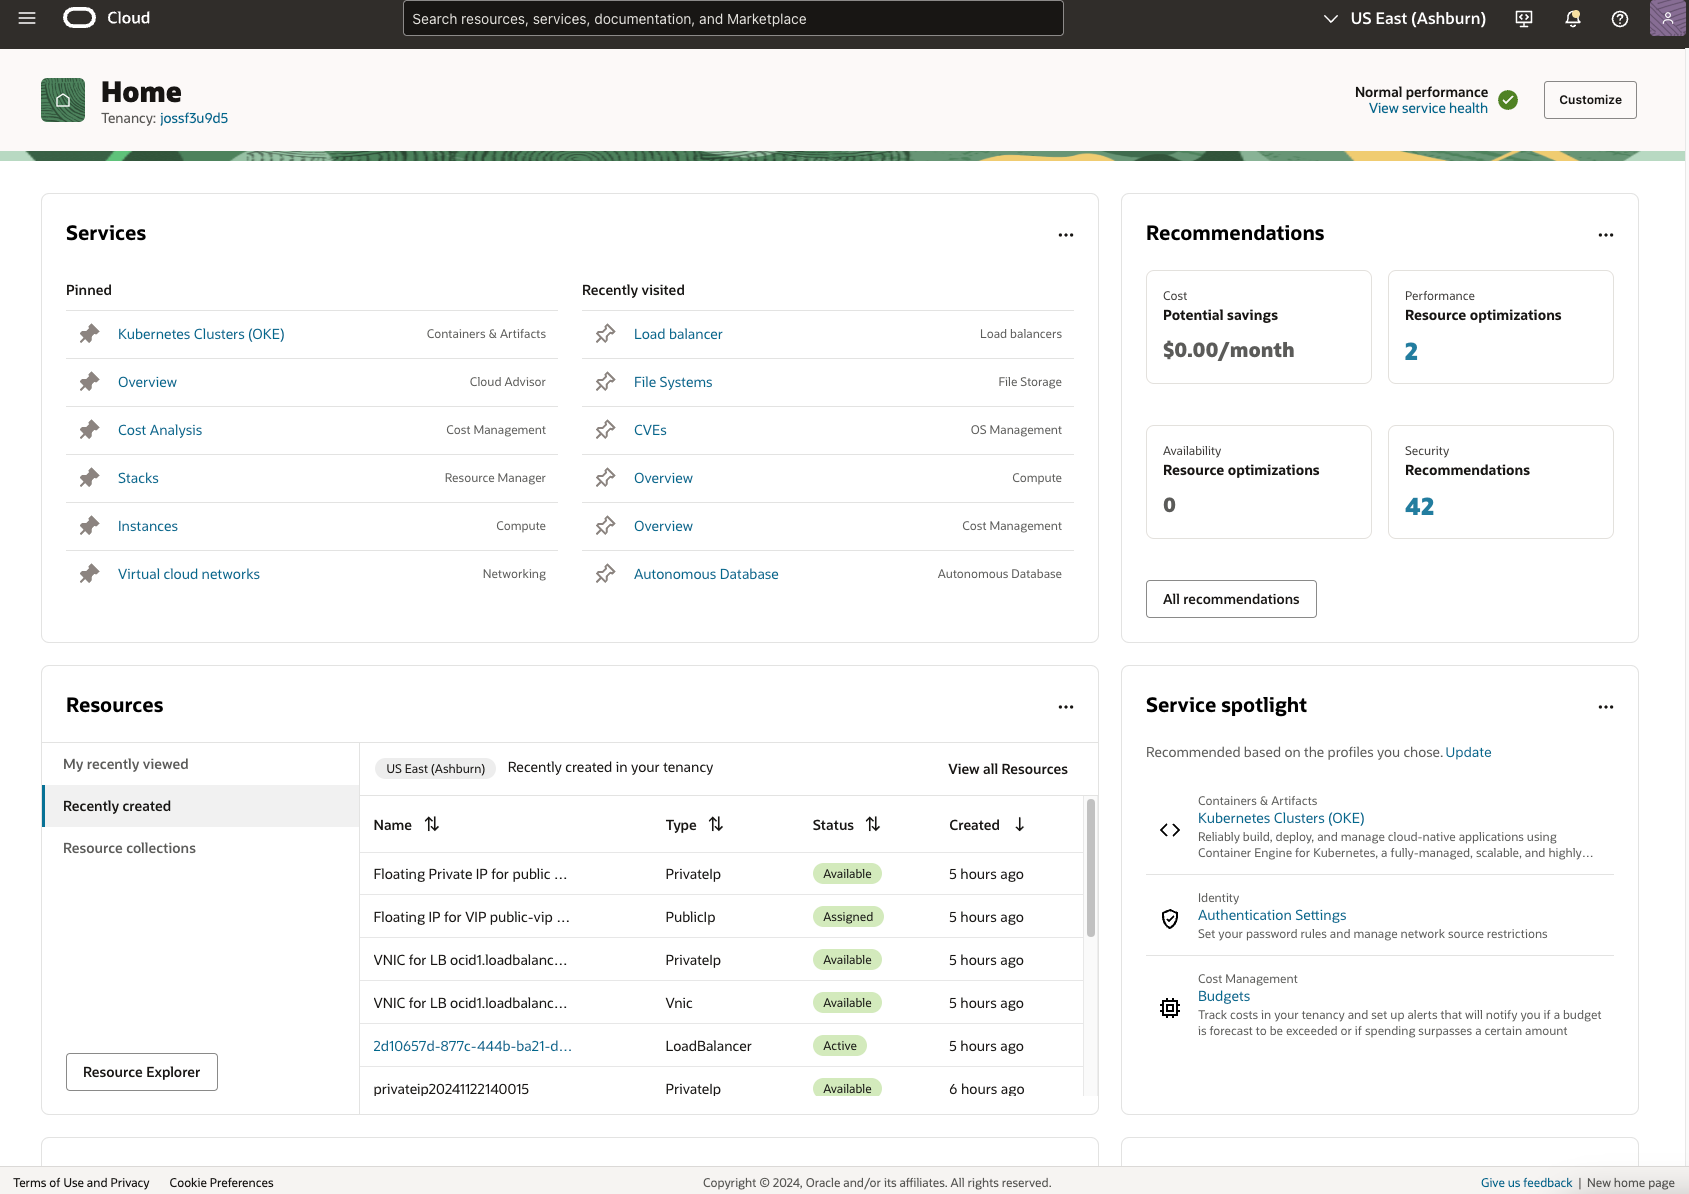 Cloud
Search resources, services, documentation, and Marketplace
US East (Ashburn)
Home
Tenancy: jossf3u9d5
Normal performance
View service health
Customize
Services
Pinned
Kubernetes Clusters (OKE) Containers & Artifacts
Overview Cloud Advisor
Cost Analysis Cost Management
Stacks Resource Manager
Instances Compute
Virtual cloud networks Networking
Recently visited
Load balancer Load balancers
File Systems File Storage
CVEs OS Management
Overview Compute
Overview Cost Management
Autonomous Database Autonomous Database
Recommendations
Cost
Potential savings
$0.00/month
Performance
Resource optimizations
2
Availability
Resource optimizations
0
Security
Recommendations
42
All recommendations
Resources
My recently viewed
Recently created
Resource collections
Resource Explorer
US East (Ashburn) Recently created in your tenancy View all Resources
Name Type Status Created
Floating Private IP for public ... PrivateIp Available 5 hours ago
Floating IP for VIP public-vip ... PublicIp Assigned 5 hours ago
VNIC for LB ocid1.loadbalanc... PrivateIp Available 5 hours ago
VNIC for LB ocid1.loadbalanc... Vnic Available 5 hours ago
2d10657d-877c-444b-ba21-d... LoadBalancer Active 5 hours ago
privateip20241122140015 PrivateIp Available 6 hours ago
Service spotlight
Recommended based on the profiles you chose. Update
Containers & Artifacts
Kubernetes Clusters (OKE)
Reliably build, deploy, and manage cloud-native applications using
Container Engine for Kubernetes, a fully-managed, scalable, and highly...
Identity
Authentication Settings
Set your password rules and manage network source restrictions
Cost Management
Budgets
Track costs in your tenancy and set up alerts that will notify you if a budget
is forecast to be exceeded or if spending surpasses a certain amount
Terms of Use and Privacy Cookie Preferences
Copyright © 2024, Oracle and/or its affiliates. All rights reserved.
Give us feedback | New home page